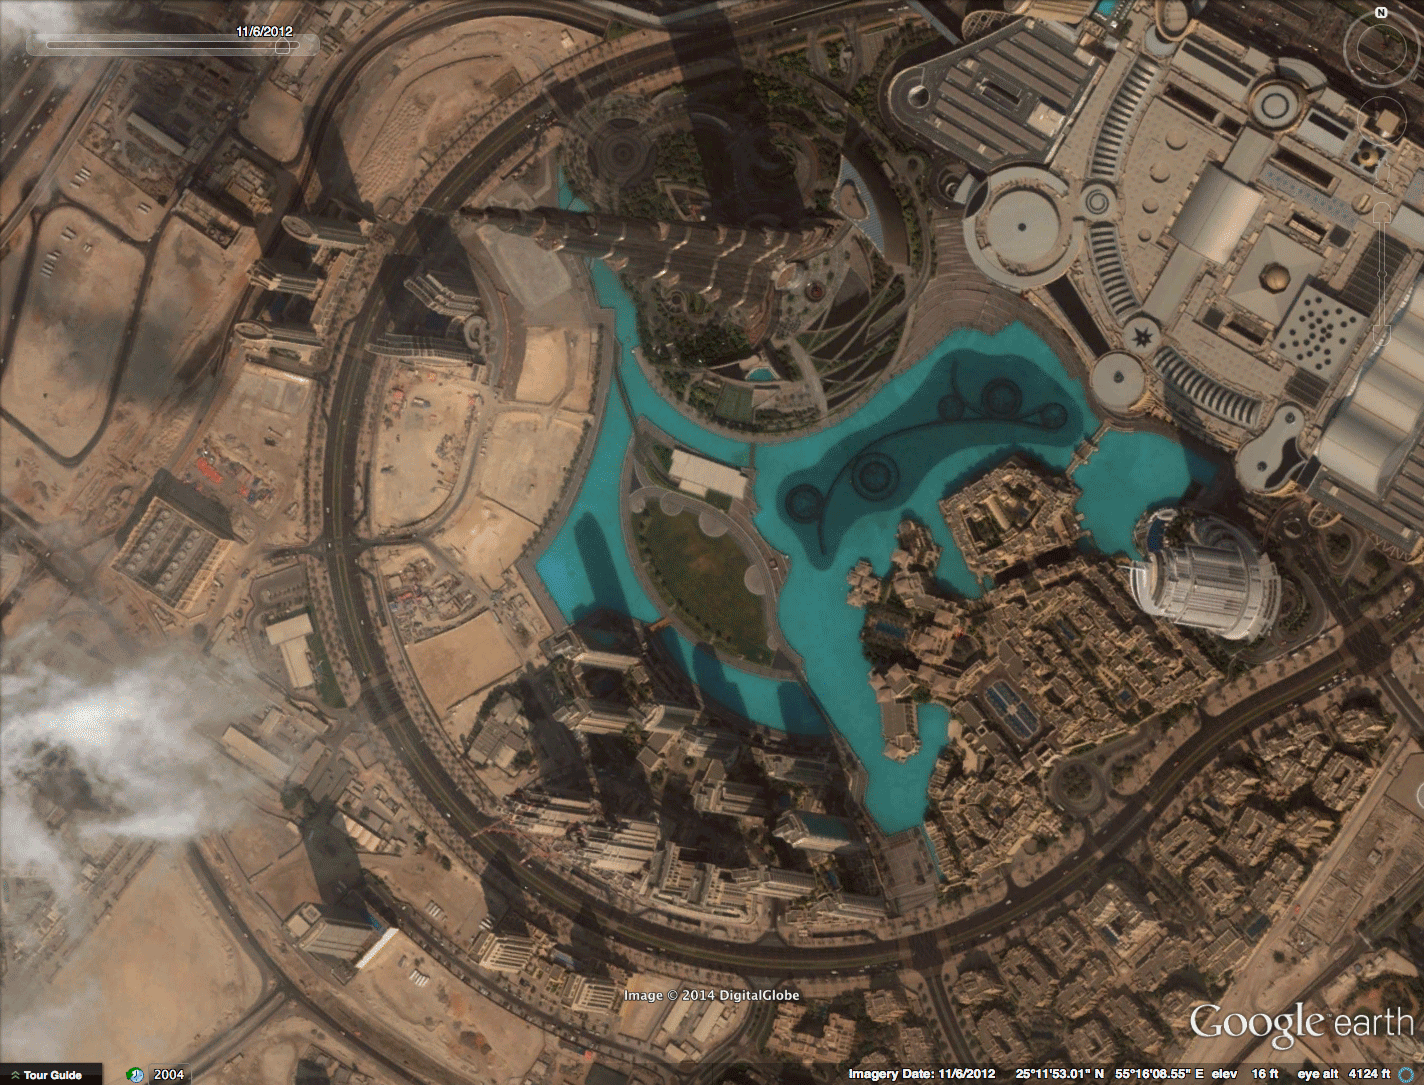 11/6/2012
N
Image © 2014 DigitalGlobe
Google earth
Tour Guide
2004
Imagery Date: 11/6/2012 25°11'53.01" N 55°16'08.55" E elev 16 ft eye alt 4124 ft